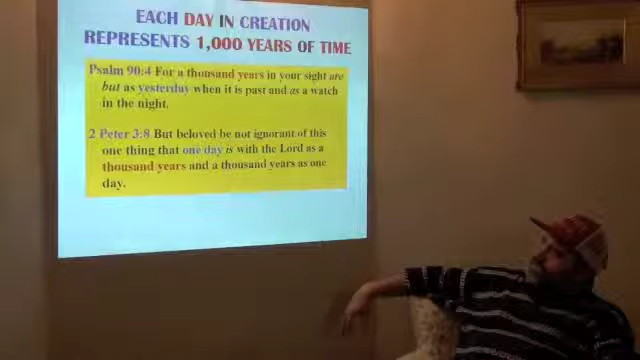 EACH DAY IN CREATION
REPRESENTS 1,000 YEARS OF TIME
Psalm 90:4 For a thousand years in your sight are
but as yesterday when it is past and as a watch
in the night.
2 Peter 3:8 But beloved be not ignorant of this
one thing that one day is with the Lord as a
thousand years and a thousand years as one
day.